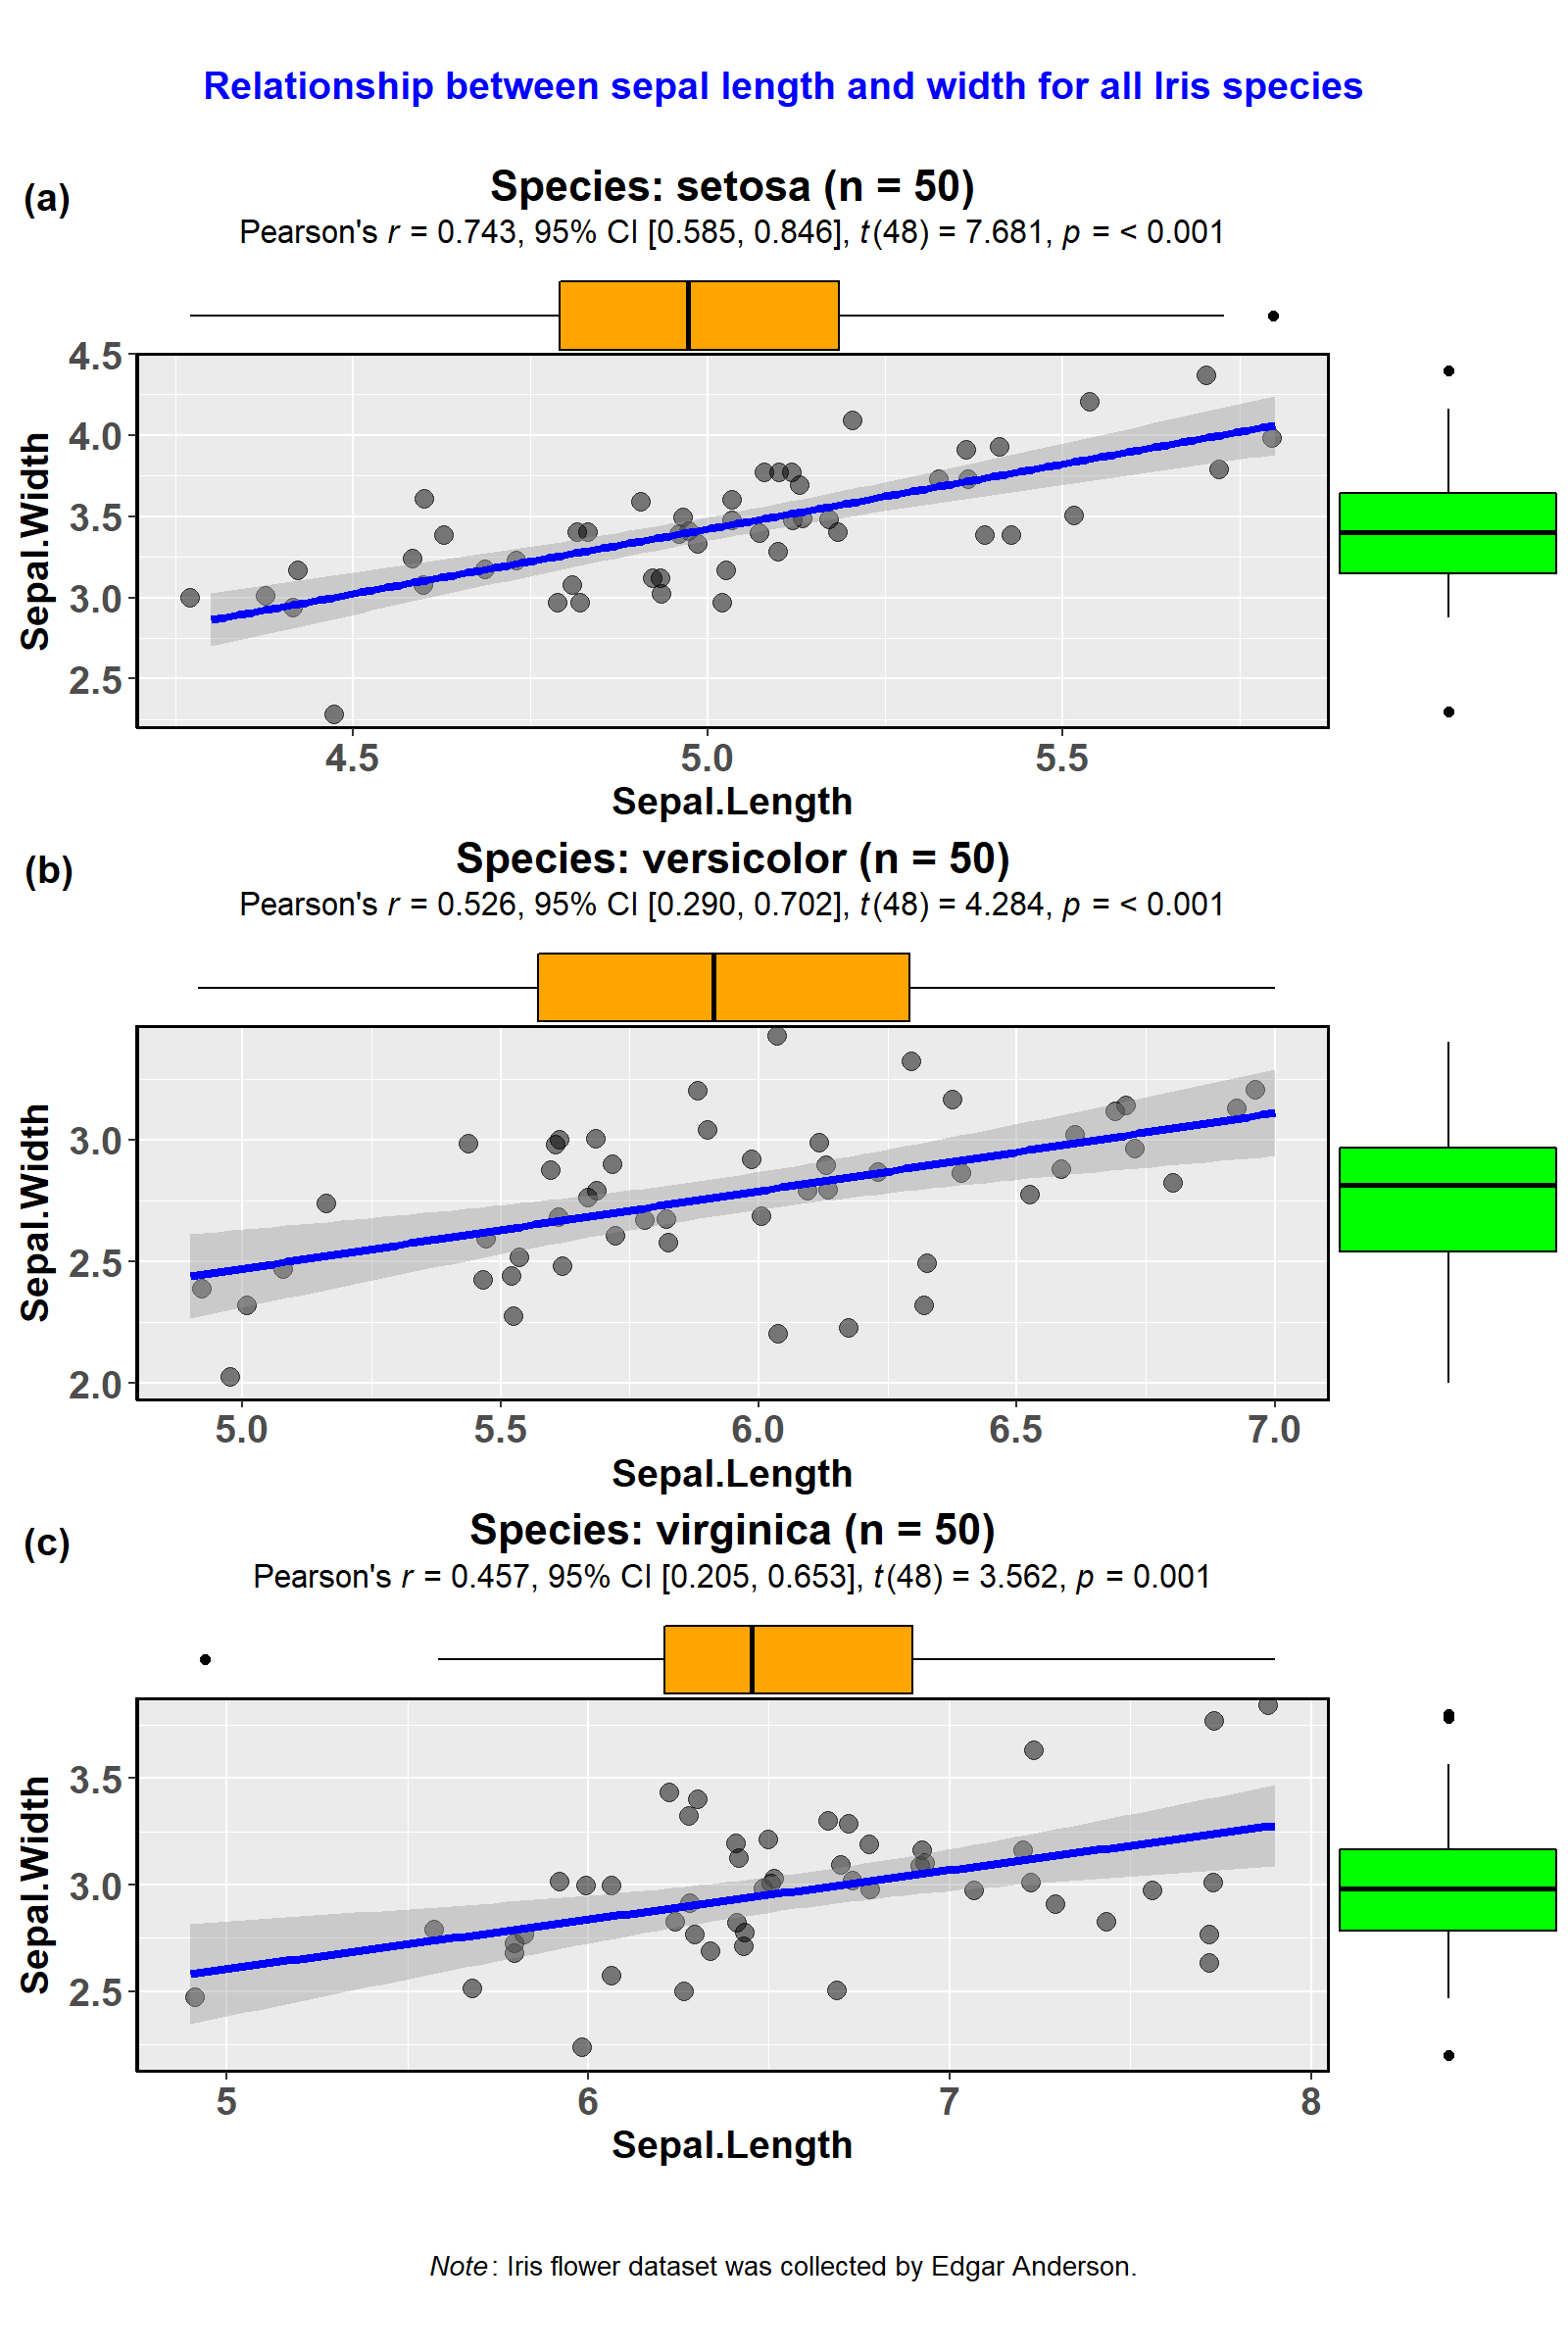 Relationship between sepal length and width for all Iris species
(a)
Species: setosa (n = 50)
Pearson's r = 0.743, 95% CI [0.585, 0.846], t(48) = 7.681, p = < 0.001
4.5
4.0
3.5
3.0
2.5
Sepal.Width
4.5 5.0 5.5
Sepal.Length
(b)
Species: versicolor (n = 50)
Pearson's r = 0.526, 95% CI [0.290, 0.702], t(48) = 4.284, p = < 0.001
3.0
2.5
2.0
Sepal.Width
5.0 5.5 6.0 6.5 7.0
Sepal.Length
(c)
Species: virginica (n = 50)
Pearson's r = 0.457, 95% CI [0.205, 0.653], t(48) = 3.562, p = 0.001
3.5
3.0
2.5
Sepal.Width
5 6 7 8
Sepal.Length
Note: Iris flower dataset was collected by Edgar Anderson.